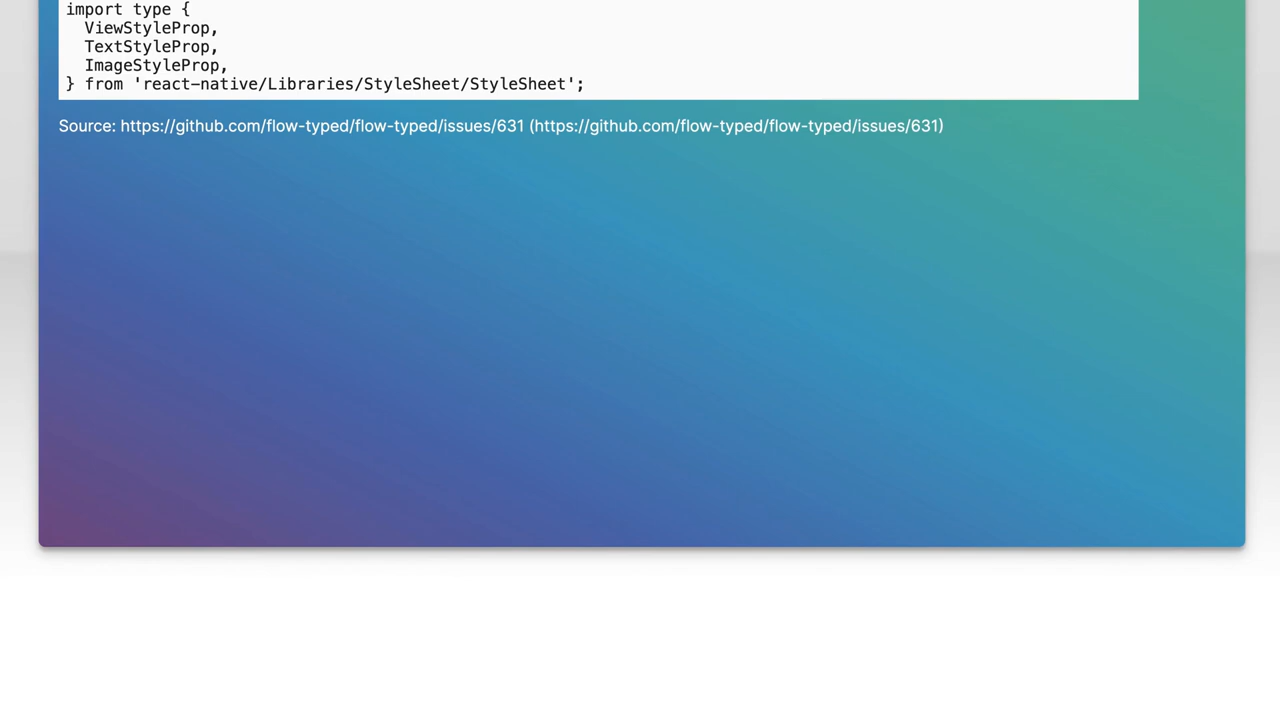 import type {
  ViewStyleProp,
  TextStyleProp,
  ImageStyleProp,
} from 'react-native/Libraries/StyleSheet/StyleSheet';
Source: https://github.com/flow-typed/flow-typed/issues/631 (https://github.com/flow-typed/flow-typed/issues/631)